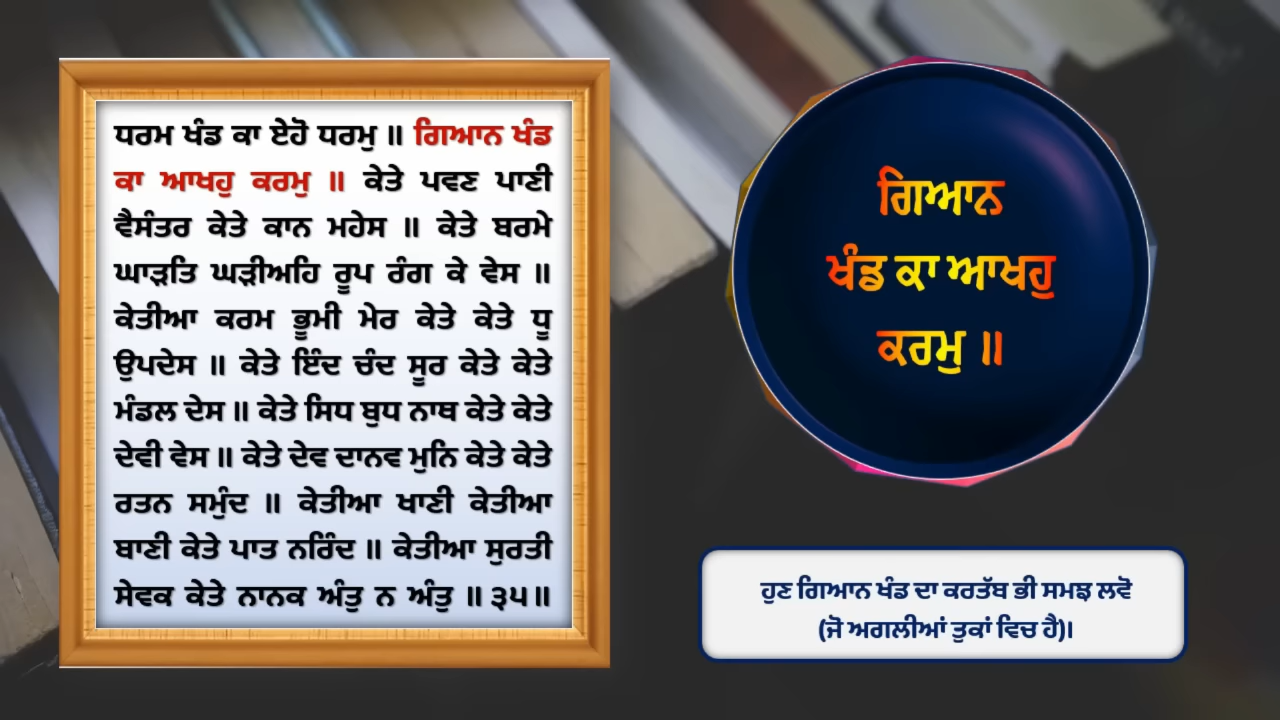 ਧਰਮ ਖੰਡ ਕਾ ਏਹੋ ਧਰਮੁ ॥ ਗਿਆਨ ਖੰਡ
ਕਾ ਆਖਹੁ ਕਰਮੁ ॥ ਕੇਤੇ ਪਵਣ ਪਾਣੀ
ਵੈਸੰਤਰ ਕੇਤੇ ਕਾਨ ਮਹੇਸ ॥ ਕੇਤੇ ਬਰਮੇ
ਘਾੜਤਿ ਘੜੀਅਹਿ ਰੂਪ ਰੰਗ ਕੇ ਵੇਸ ॥
ਕੇਤੀਆ ਕਰਮ ਭੂਮੀ ਮੇਰ ਕੇਤੇ ਕੇਤੇ ਧੂ
ਉਪਦੇਸ ॥ ਕੇਤੇ ਇੰਦ ਚੰਦ ਸੂਰ ਕੇਤੇ ਕੇਤੇ
ਮੰਡਲ ਦੇਸ ॥ ਕੇਤੇ ਸਿਧ ਬੁਧ ਨਾਥ ਕੇਤੇ ਕੇਤੇ
ਦੇਵੀ ਵੇਸ ॥ ਕੇਤੇ ਦੇਵ ਦਾਨਵ ਮੁਨਿ ਕੇਤੇ ਕੇਤੇ
ਰਤਨ ਸਮੁੰਦ ॥ ਕੇਤੀਆ ਖਾਣੀ ਕੇਤੀਆ
ਬਾਣੀ ਕੇਤੇ ਪਾਤ ਨਰਿੰਦ ॥ ਕੇਤੀਆ ਸੁਰਤੀ
ਸੇਵਕ ਕੇਤੇ ਨਾਨਕ ਅੰਤੁ ਨ ਅੰਤੁ ॥੩੫॥
ਗਿਆਨ
ਖੰਡ ਕਾ ਆਖਹੁ
ਕਰਮੁ ॥
ਹੁਣ ਗਿਆਨ ਖੰਡ ਦਾ ਕਰਤੱਬ ਭੀ ਸਮਝ ਲਵੋ
(ਜੋ ਅਗਲੀਆਂ ਤੁਕਾਂ ਵਿਚ ਹੈ)।